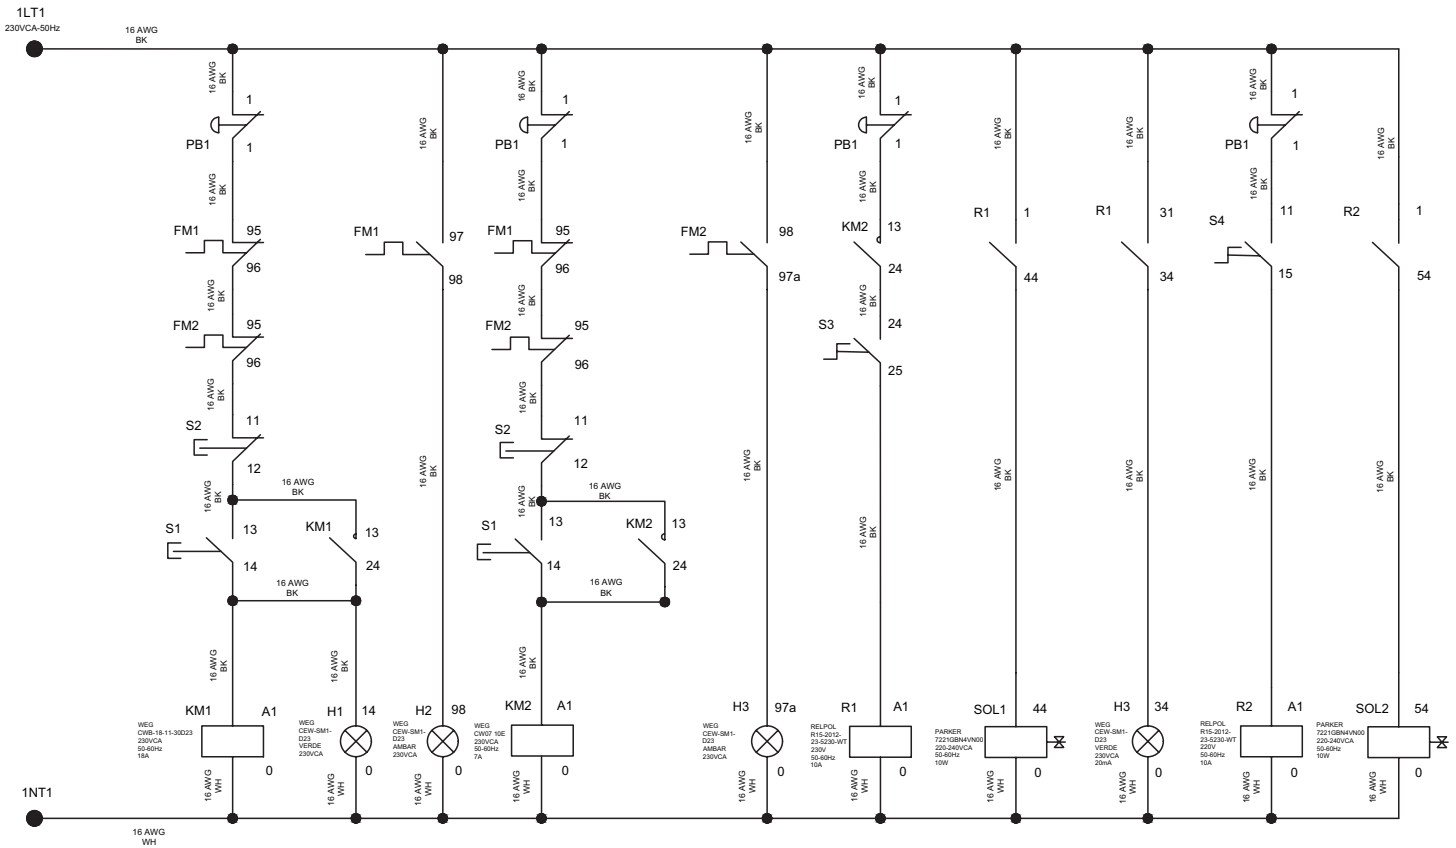 1LT1
230VCA-50Hz
16 AWG
BK
16 AWG
BK
1
PB1
1
16 AWG
BK
FM1
95
96
16 AWG
BK
FM2
95
96
16 AWG
BK
S2
11
12
16 AWG
BK
16 AWG
BK
S1
13
14
KM1
13
24
16 AWG
BK
16 AWG
BK
KM1
A1
WEG
CWB-18-11-30D23
230VCA
50-60Hz
18A
0
16 AWG
WH
16 AWG
BK
H1
14
WEG
CEW-SM1-
D23
VERDE
230VCA
0
16 AWG
WH
16 AWG
BK
FM1
97
98
16 AWG
BK
H2
98
WEG
CEW-SM1-
D23
AMBAR
230VCA
0
16 AWG
WH
16 AWG
BK
1
PB1
1
16 AWG
BK
FM1
95
96
16 AWG
BK
FM2
95
96
16 AWG
BK
S2
11
12
16 AWG
BK
16 AWG
BK
S1
13
14
KM2
13
24
16 AWG
BK
16 AWG
BK
KM2
A1
WEG
CW07 10E
230VCA
50-60Hz
7A
0
16 AWG
WH
16 AWG
BK
FM2
98
97a
16 AWG
BK
H3
97a
WEG
CEW-SM1-
D23
AMBAR
230VCA
0
16 AWG
WH
16 AWG
BK
1
PB1
1
16 AWG
BK
KM2
13
24
16 AWG
BK
S3
24
25
16 AWG
BK
R1
A1
RELPOL
R15-2012-
23-5230-WT
230V
50-60Hz
10A
0
16 AWG
WH
16 AWG
BK
R1
1
44
16 AWG
BK
SOL1
44
PARKER
7221GBN4VN00
220-240VCA
50-60Hz
10W
0
16 AWG
WH
16 AWG
BK
R1
31
34
16 AWG
BK
H3
34
WEG
CEW-SM1-
D23
VERDE
230VCA
20mA
0
16 AWG
WH
16 AWG
BK
1
PB1
1
16 AWG
BK
S4
11
15
16 AWG
BK
R2
A1
RELPOL
R15-2012-
23-5230-WT
220V
50-60Hz
10A
0
16 AWG
WH
16 AWG
BK
R2
1
54
16 AWG
BK
SOL2
54
PARKER
7221GBN4VN00
220-240VCA
50-60Hz
10W
0
16 AWG
WH
1NT1
16 AWG
WH